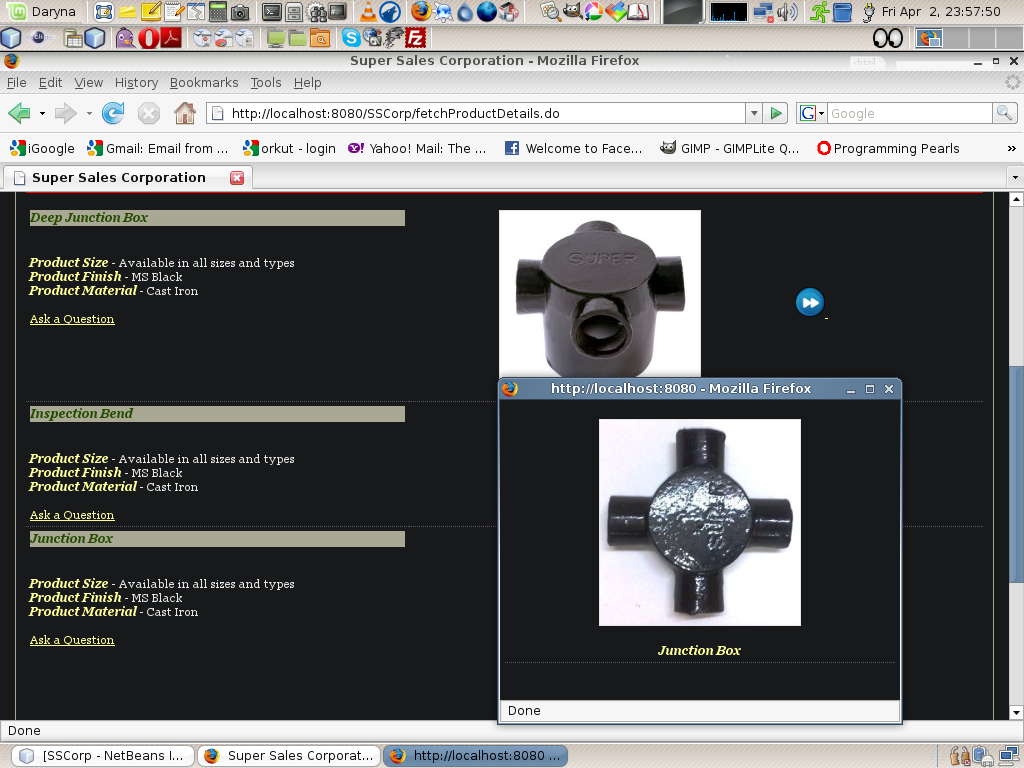 Daryna
Fri Apr 2, 23:57:50
Super Sales Corporation - Mozilla Firefox
File Edit View History Bookmarks Tools Help
http://localhost:8080/SSCorp/fetchProductDetails.do
Google
iGoogle Gmail: Email from ... orkut - login Yahoo! Mail: The ... Welcome to Face... GIMP - GIMPLite Q... Programming Pearls »
Super Sales Corporation
Deep Junction Box
Product Size - Available in all sizes and types
Product Finish - MS Black
Product Material - Cast Iron
Ask a Question
SUPER
Inspection Bend
Product Size - Available in all sizes and types
Product Finish - MS Black
Product Material - Cast Iron
Ask a Question
Junction Box
Product Size - Available in all sizes and types
Product Finish - MS Black
Product Material - Cast Iron
Ask a Question
http://localhost:8080 - Mozilla Firefox
SUPER
Junction Box
Done
Done
[SSCorp - NetBeans I... Super Sales Corporat... http://localhost:8080 ...